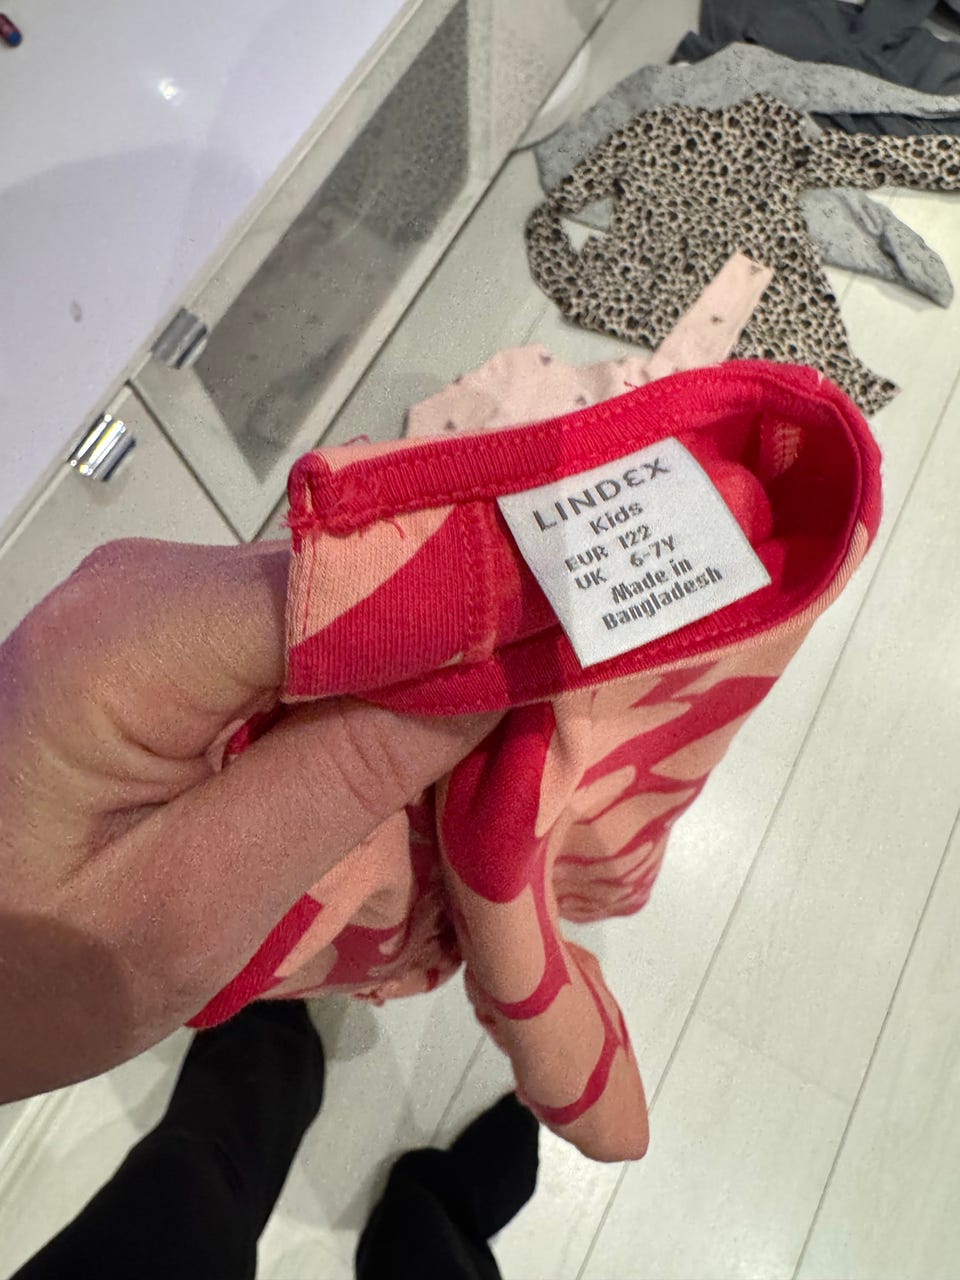 LINDEX
Kids
EUR 122
UK 6-7Y
Made in
Bangladesh